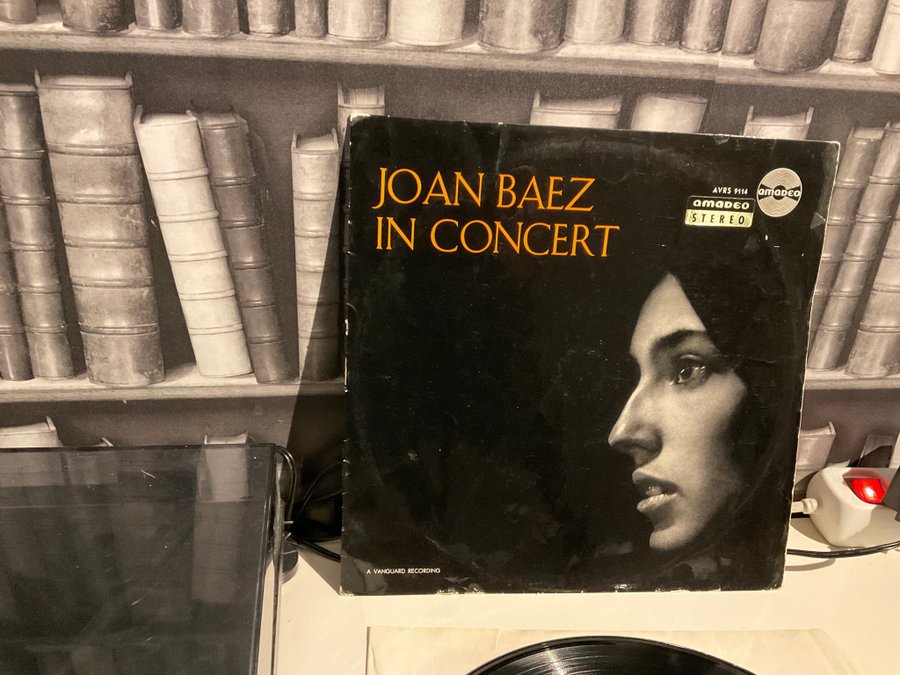 JOAN BAEZ
IN CONCERT
AVRS 9114
amadeo
STEREO
amadeo
A VANGUARD RECORDING